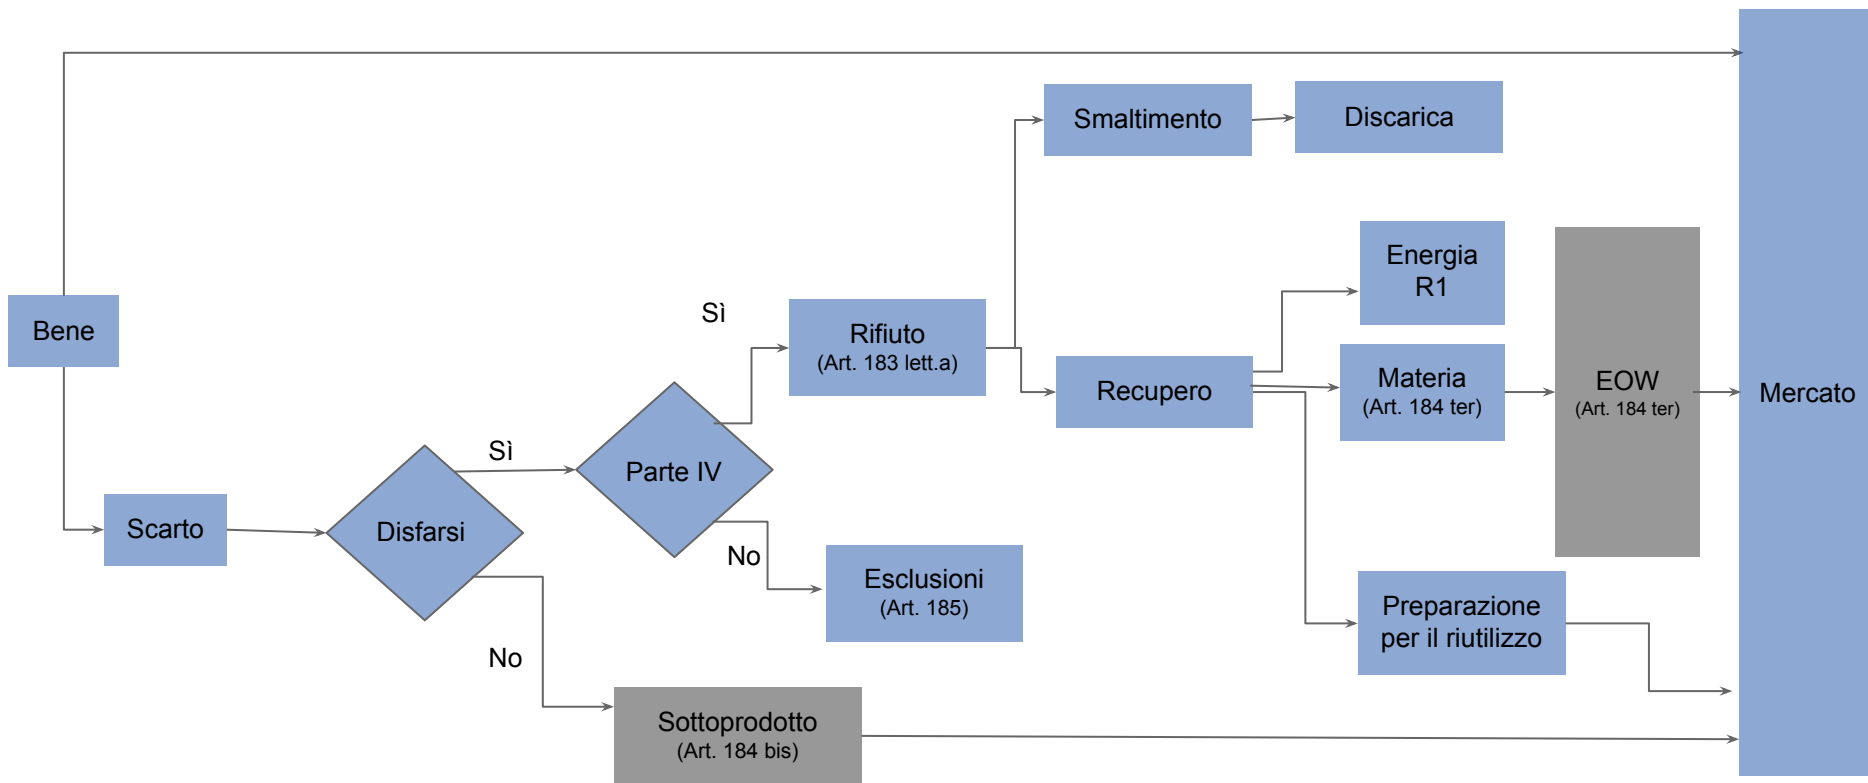 Bene
Scarto
Disfarsi
Sì
No
Parte IV
Sì
No
Rifiuto
(Art. 183 lett.a)
Esclusioni
(Art. 185)
Sottoprodotto
(Art. 184 bis)
Smaltimento
Discarica
Recupero
Energia
R1
Materia
(Art. 184 ter)
EOW
(Art. 184 ter)
Preparazione
per il riutilizzo
Mercato